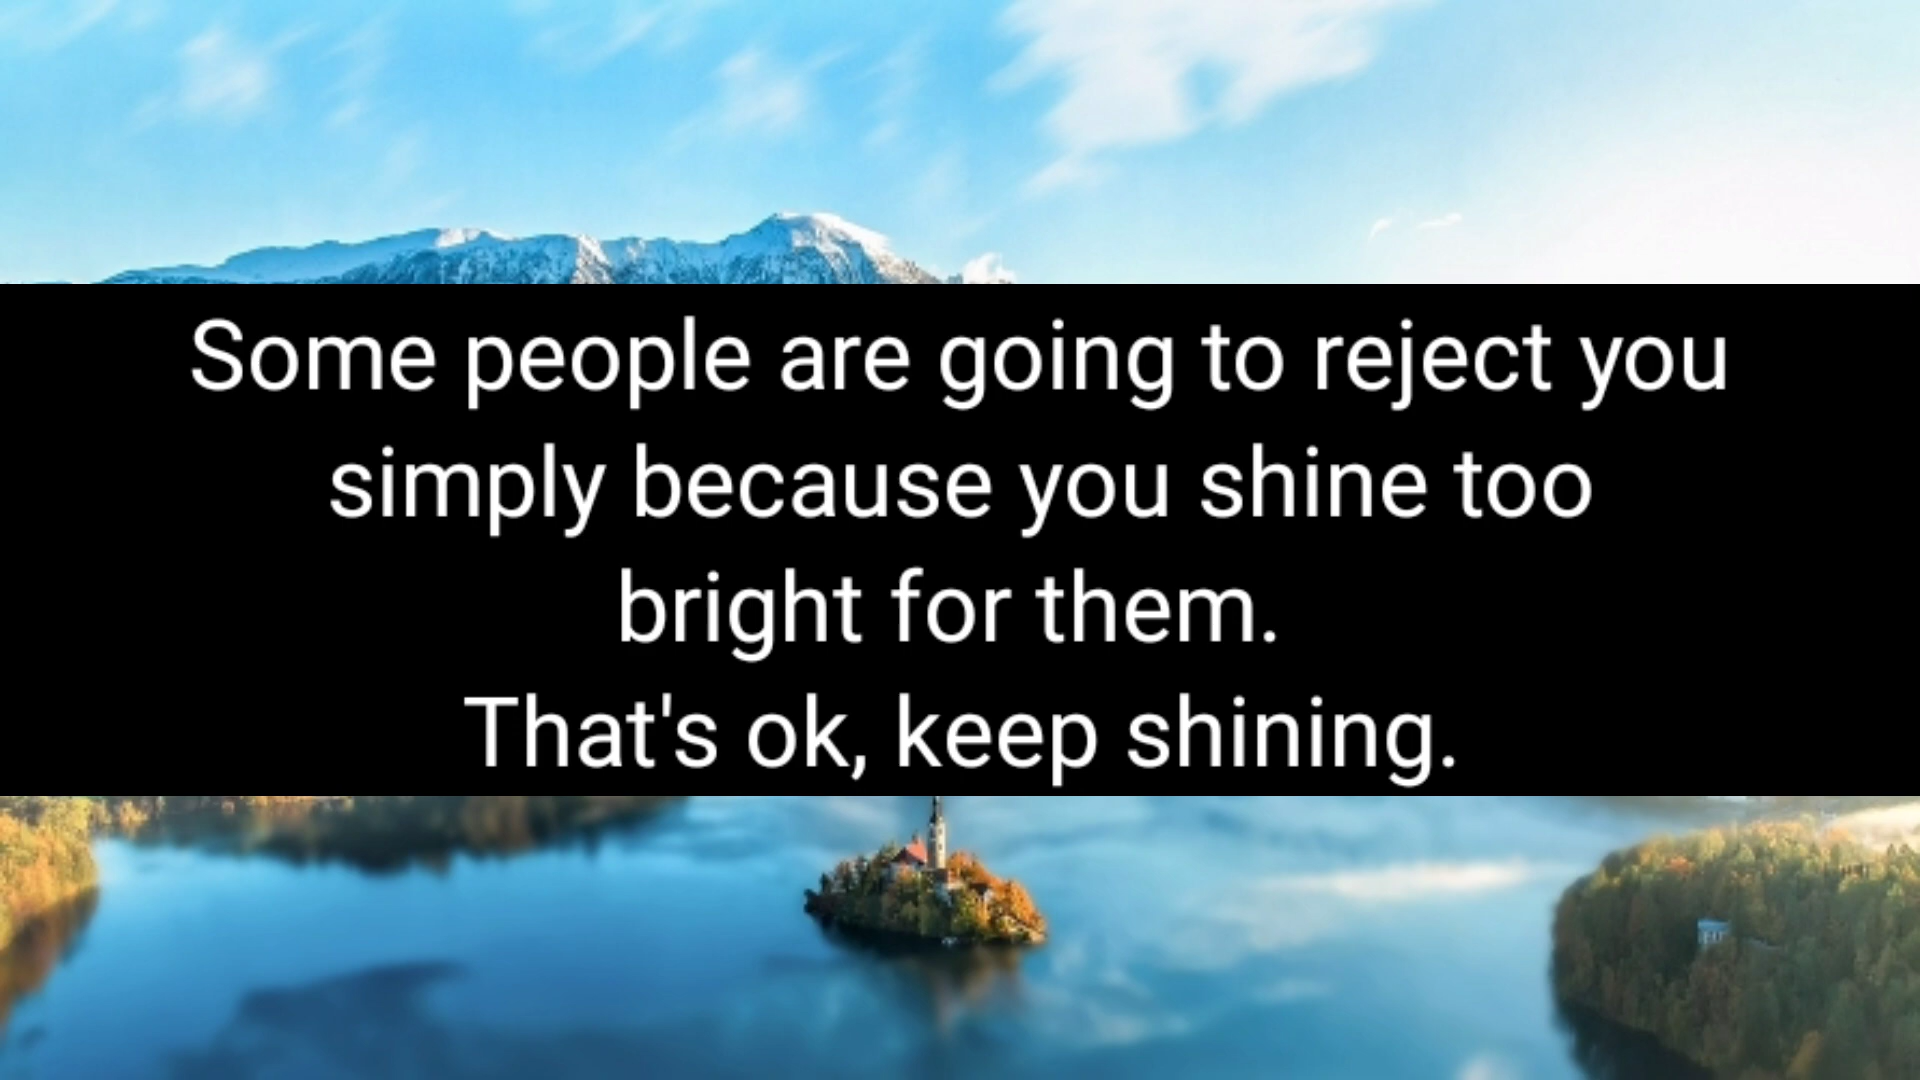 Some people are going to reject you
simply because you shine too
bright for them.
That's ok, keep shining.